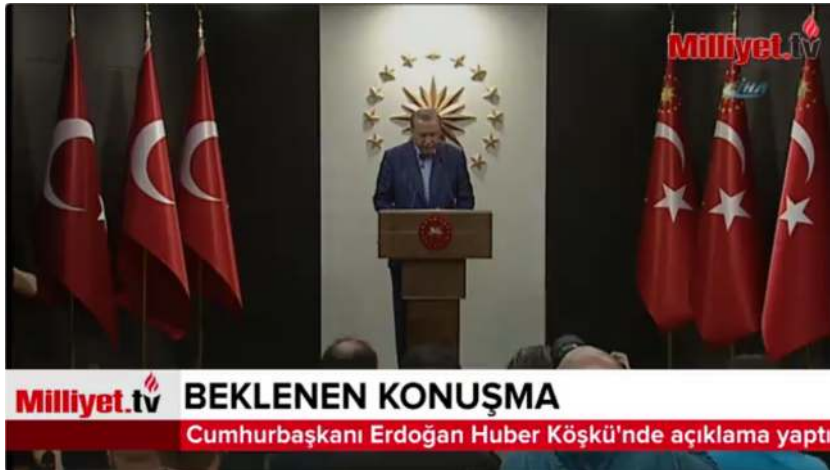 Milliyet.tv
İHA
Milliyet.tv
BEKLENEN KONUŞMA
Cumhurbaşkanı Erdoğan Huber Köşkü'nde açıklama yaptı